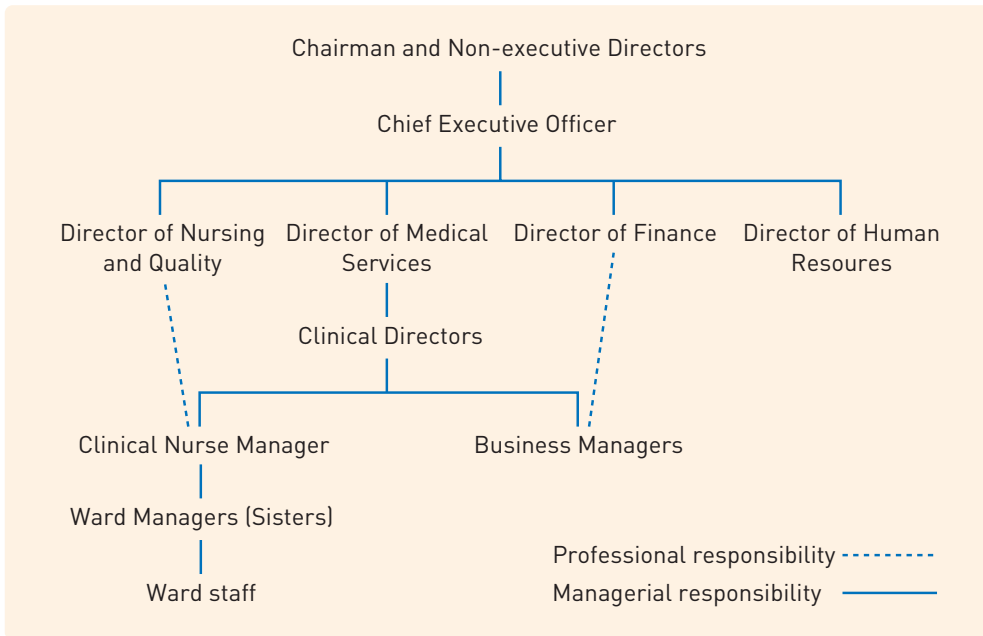 Chairman and Non-executive Directors
Chief Executive Officer
Director of Nursing
and Quality
Director of Medical
Services
Director of Finance
Director of Human
Resoures
Clinical Directors
Clinical Nurse Manager
Business Managers
Ward Managers (Sisters)
Ward staff
Professional responsibility
Managerial responsibility